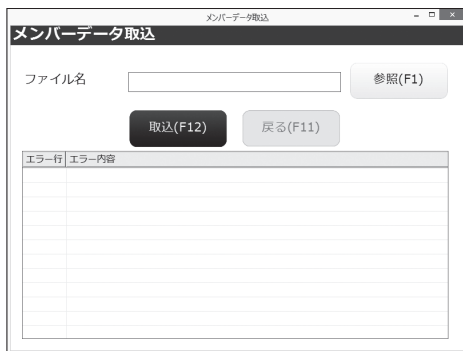 メンバーデータ取込
メンバーデータ取込
ファイル名
参照(F1)
取込(F12)
戻る(F11)
エラー行 エラー内容